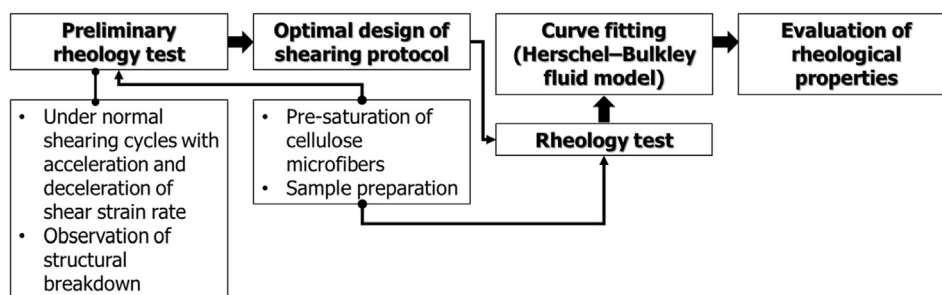 Preliminary
rheology test
Optimal design of
shearing protocol
Curve fitting
(Herschel–Bulkley
fluid model)
Evaluation of
rheological
properties
• Under normal
shearing cycles with
acceleration and
deceleration of
shear strain rate
• Observation of
structural
breakdown
• Pre-saturation of
cellulose
microfibers
• Sample preparation
Rheology test